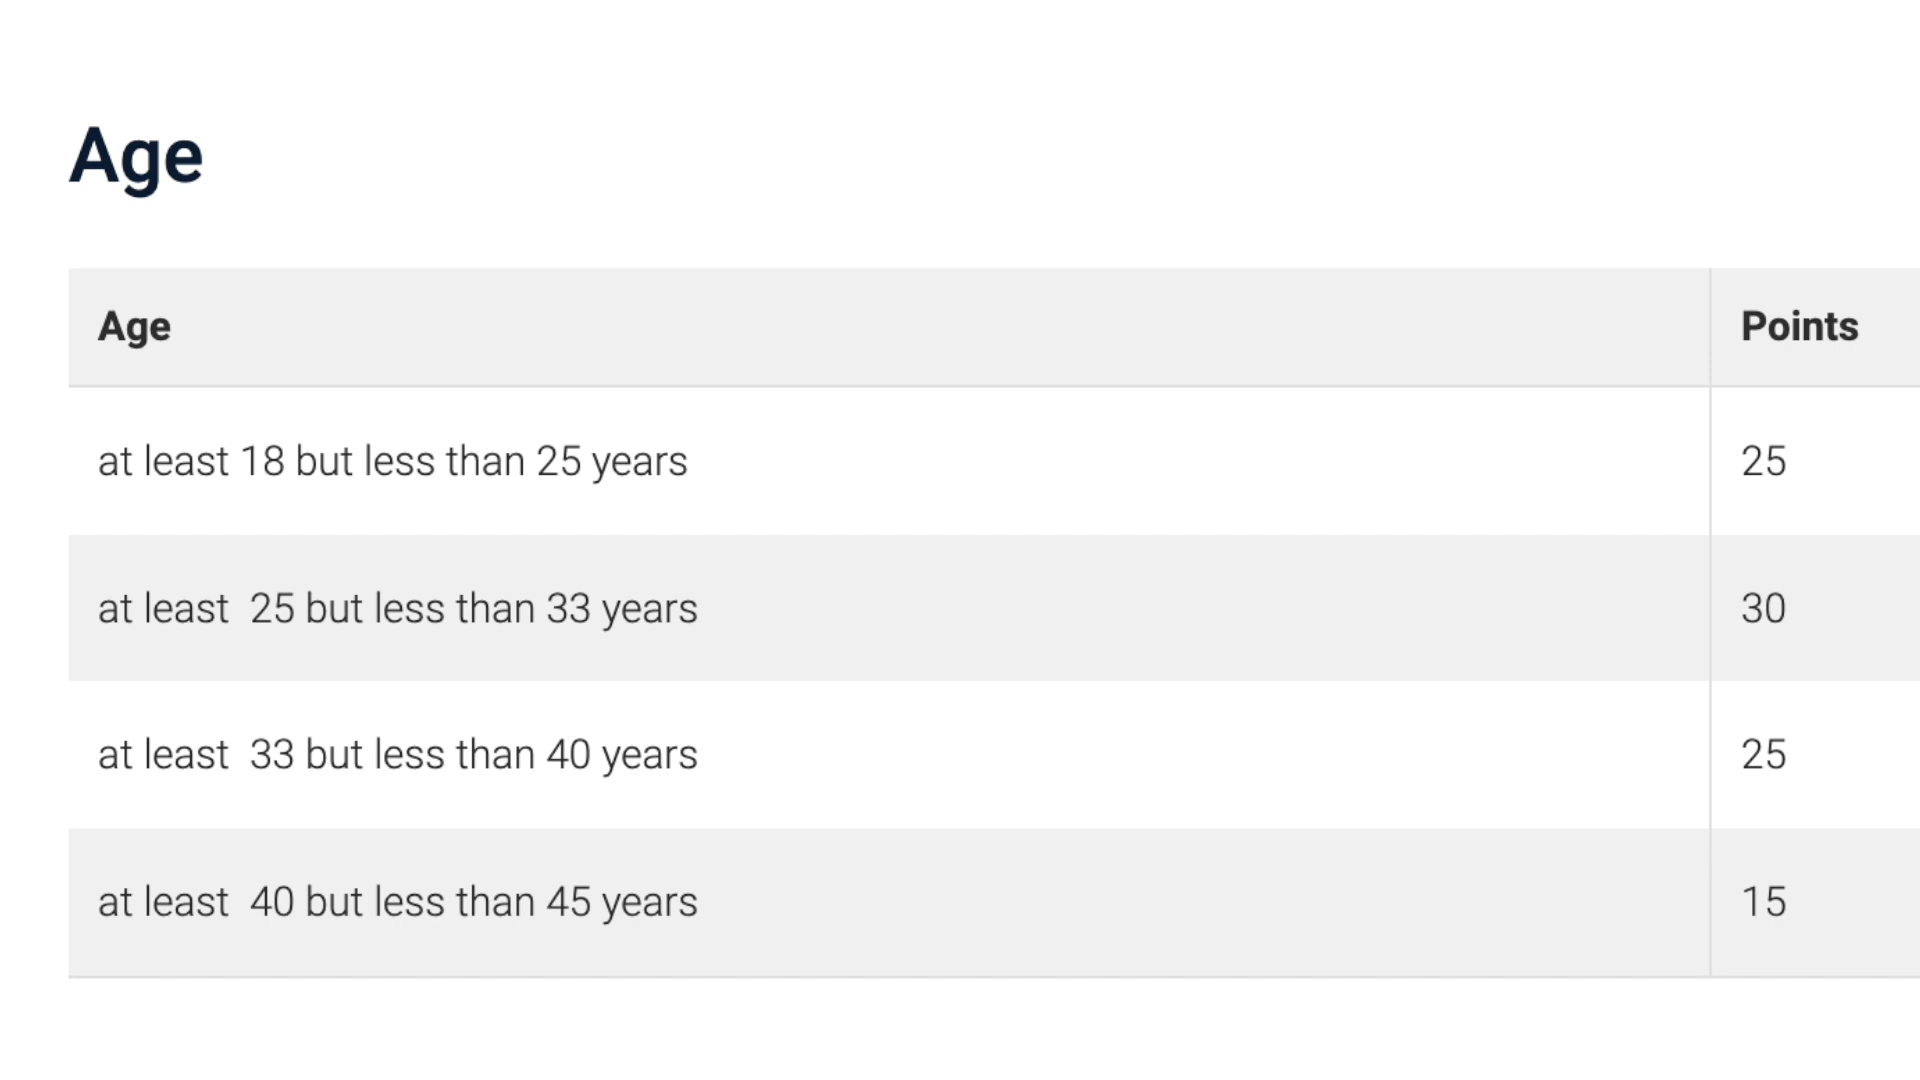 Age
Age Points
at least 18 but less than 25 years 25
at least  25 but less than 33 years 30
at least  33 but less than 40 years 25
at least  40 but less than 45 years 15